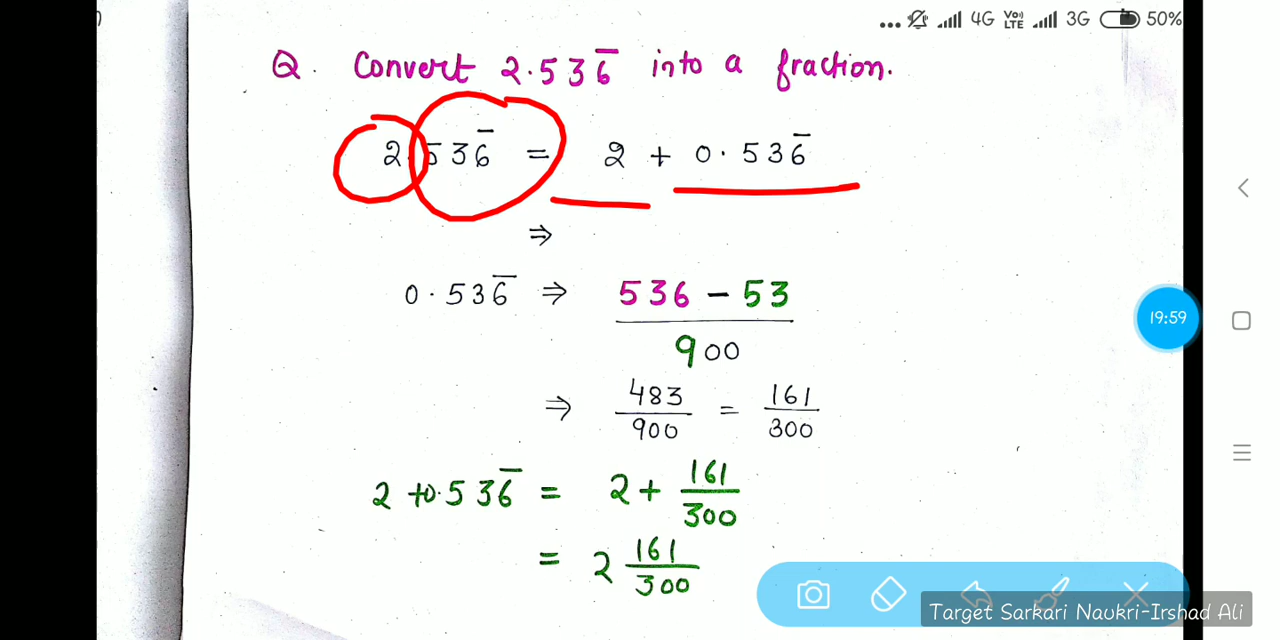 ... 4G Vo)) LTE 3G 50%
Q. Convert 2.536̅ into a fraction.
2.536̅ = 2 + 0.536̅
⇒
0.536̅ ⇒ 536 - 53
900
19:59
⇒ 483/900 = 161/300
2 + 0.536̅ = 2 + 161/300
= 2 161/300
Target Sarkari Naukri-Irshad Ali